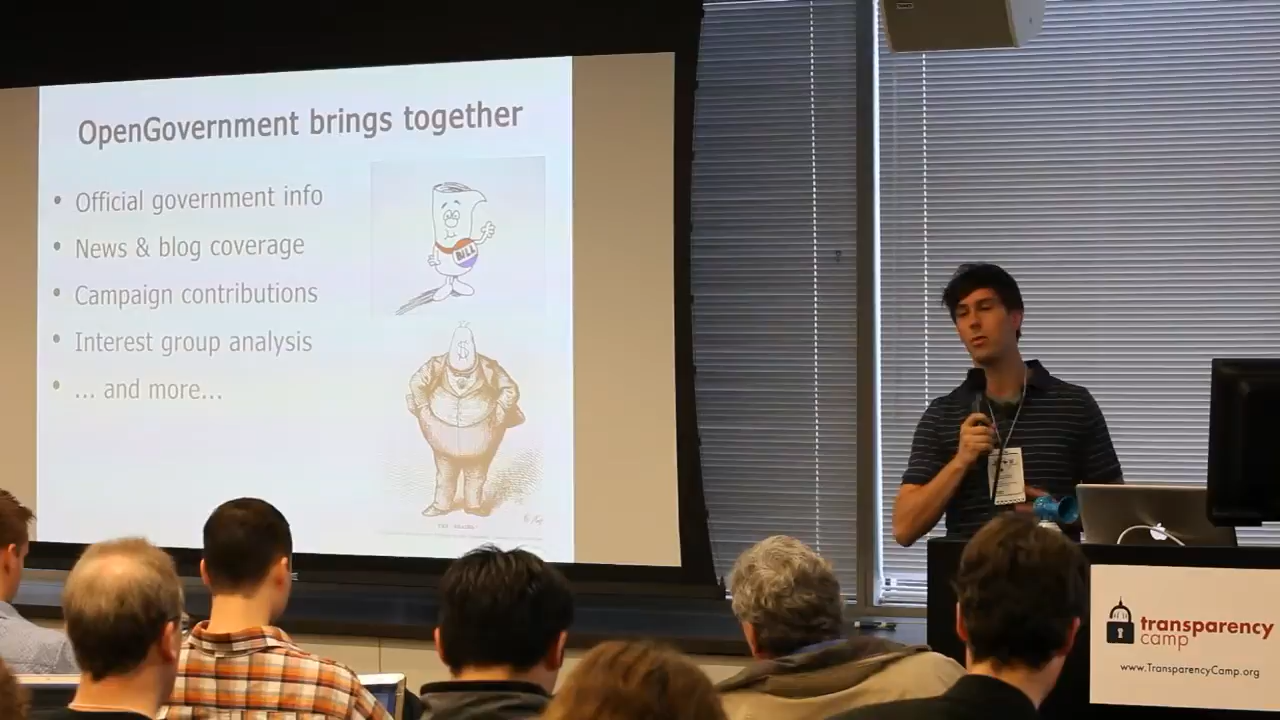 OpenGovernment brings together
• Official government info
• News & blog coverage
• Campaign contributions
• Interest group analysis
• ... and more...
BILL
$
transparency
camp
www.TransparencyCamp.org